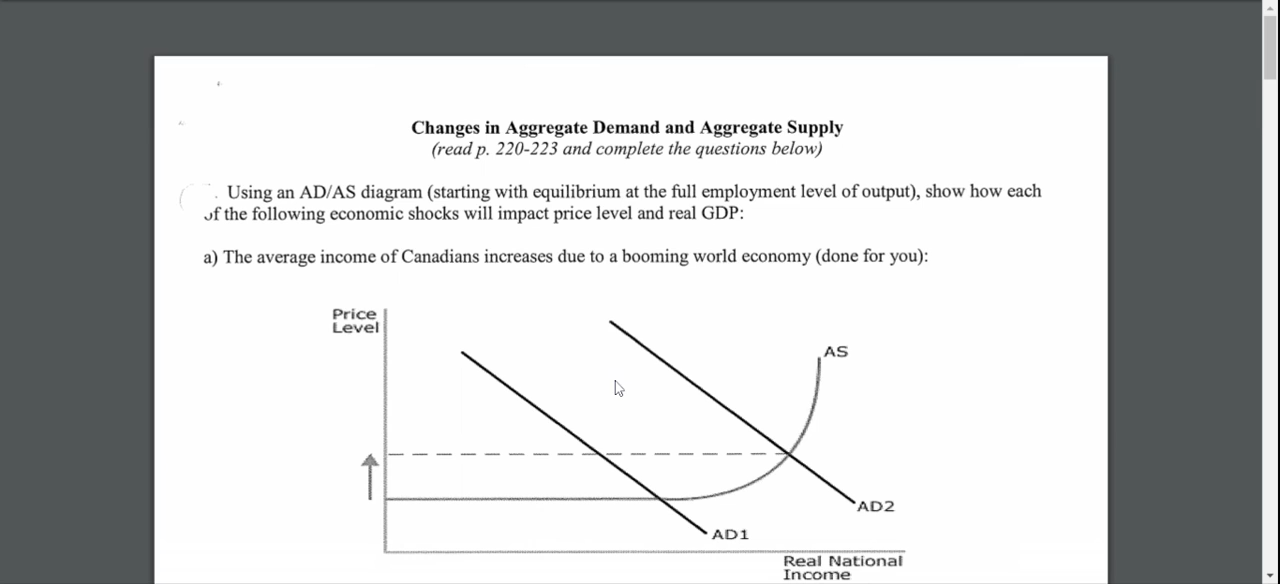 Changes in Aggregate Demand and Aggregate Supply
(read p. 220-223 and complete the questions below)
. Using an AD/AS diagram (starting with equilibrium at the full employment level of output), show how each
of the following economic shocks will impact price level and real GDP:
a) The average income of Canadians increases due to a booming world economy (done for you):
Price
Level
AS
AD2
AD1
Real National
Income